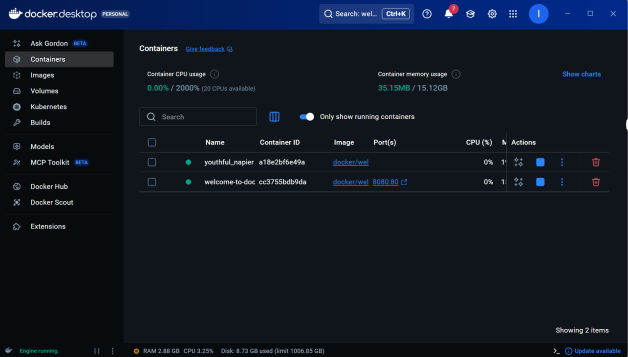 docker.desktop PERSONAL Search: wel... Ctrl+K ? 7 I
Ask Gordon BETA
Containers
Images
Volumes
Kubernetes
Builds
Models
MCP Toolkit BETA
Docker Hub
Docker Scout
Extensions
Containers Give feedback
Container CPU usage
0.00% / 2000% (20 CPUs available)
Container memory usage
35.15MB / 15.12GB
Show charts
Search
Only show running containers
Name Container ID Image Port(s) CPU (%) Actions
youthful_napier a18e2bf6e49a docker/wel 0%
welcome-to-doc cc3755bdb9da docker/wel 8080:80 0%
Showing 2 items
Engine running RAM 2.88 GB CPU 3.25% Disk: 8.73 GB used (limit 1006.85 GB) Update available